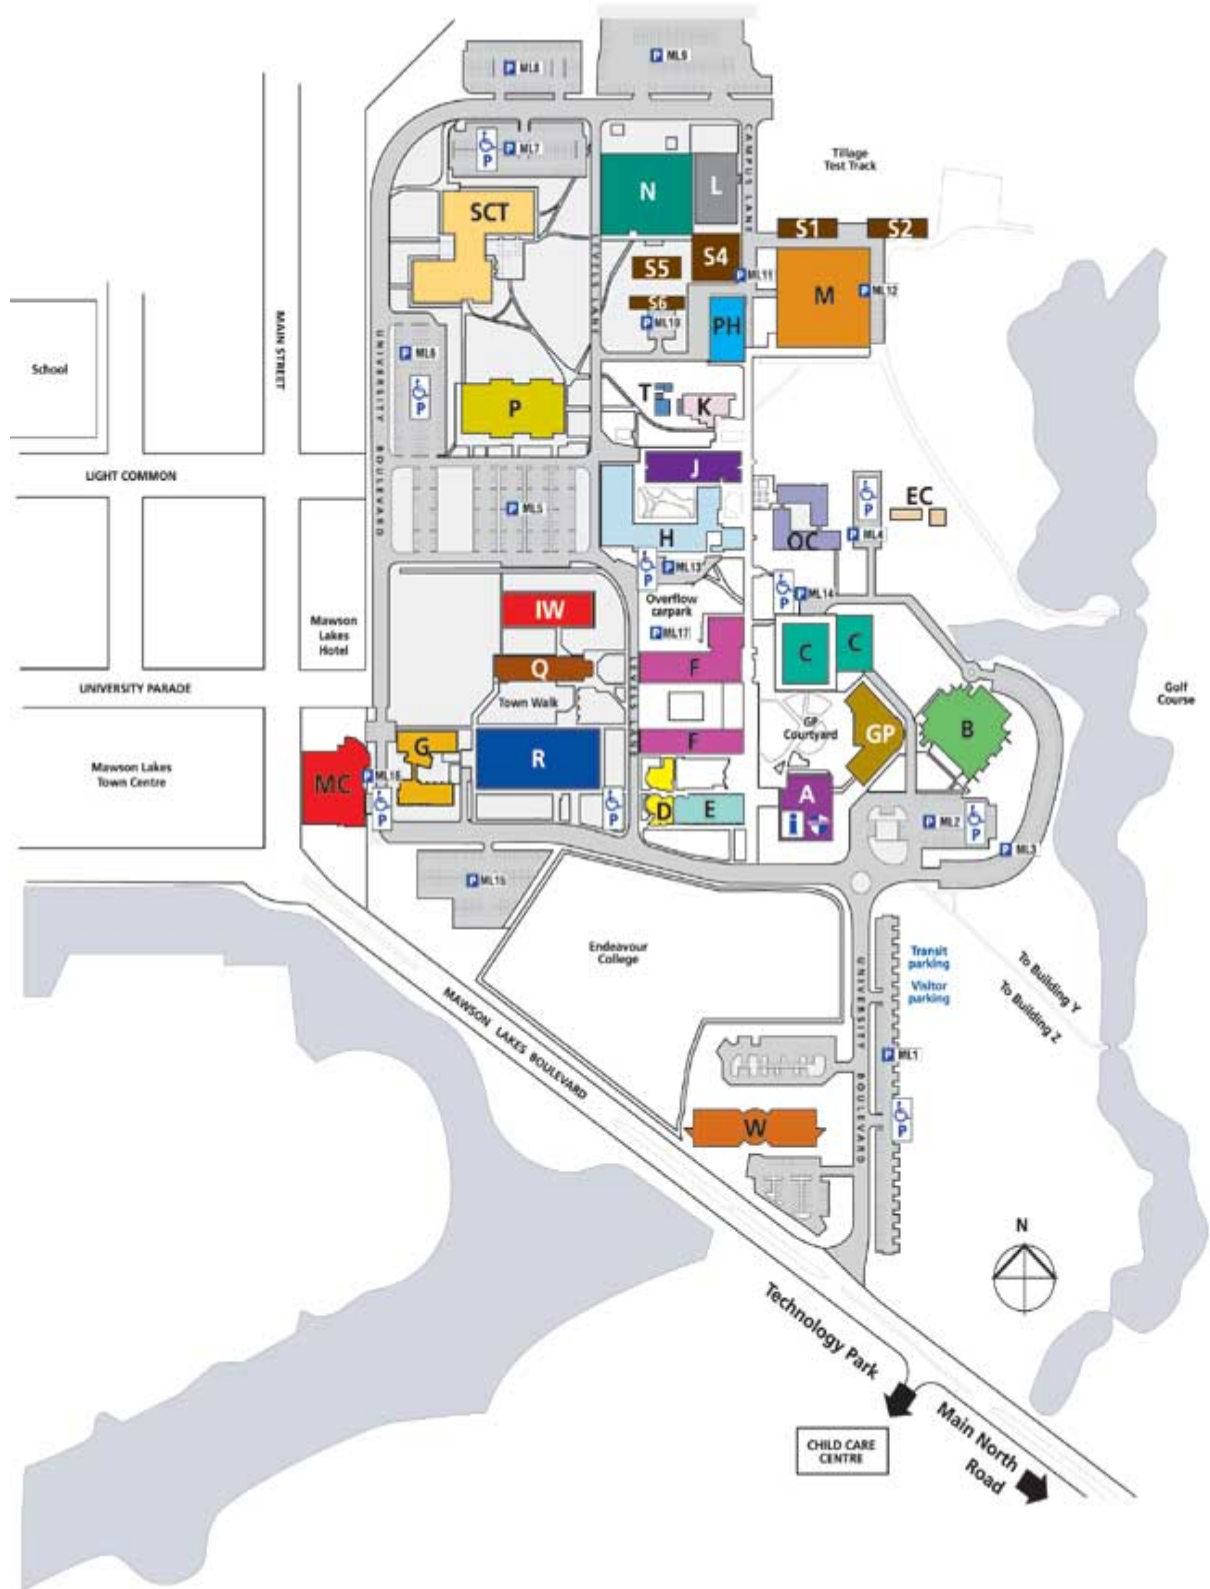 ML9
ML8
ML7
CAMPUS LANE
Tillage
Test Track
N
L
SCT
S1
S2
S4
S5
S6
LEVELS LANE
ML11
M
ML12
ML10
PH
MAIN STREET
School
UNIVERSITY BOULEVARD
ML6
P
P
P
T
K
J
LIGHT COMMON
ML5
H
P
EC
OC
ML4
P
ML13
P
ML14
Overflow
carpark
ML17
IW
Mawson
Lakes
Hotel
C
C
Q
F
UNIVERSITY PARADE
Town Walk
LEVELS LANE
Golf
Course
GP
Courtyard
GP
B
G
R
F
Mawson Lakes
Town Centre
MC
ML16
P
P
D
E
A
i
ML2
P
ML3
ML15
Endeavour
College
Transit
parking
Visitor
parking
To Building Y
To Building Z
MAWSON LAKES BOULEVARD
UNIVERSITY BOULEVARD
ML1
P
W
N
Technology Park
Main North
Road
CHILD CARE
CENTRE